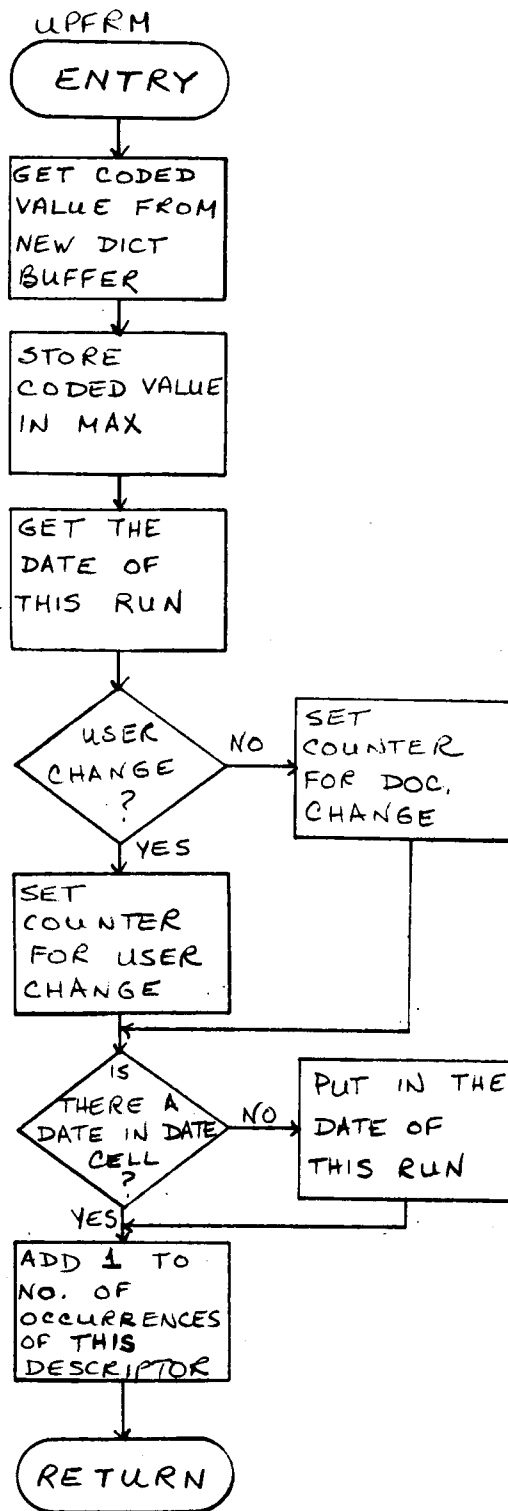 UPFRM
ENTRY
GET CODED
VALUE FROM
NEW DICT
BUFFER
STORE
CODED VALUE
IN MAX
GET THE
DATE OF
THIS RUN
USER
CHANGE
?
NO
SET
COUNTER
FOR DOC.
CHANGE
YES
SET
COUNTER
FOR USER
CHANGE
IS
THERE A
DATE IN DATE
CELL
?
NO
PUT IN THE
DATE OF
THIS RUN
YES
ADD 1 TO
NO. OF
OCCURRENCES
OF THIS
DESCRIPTOR
RETURN